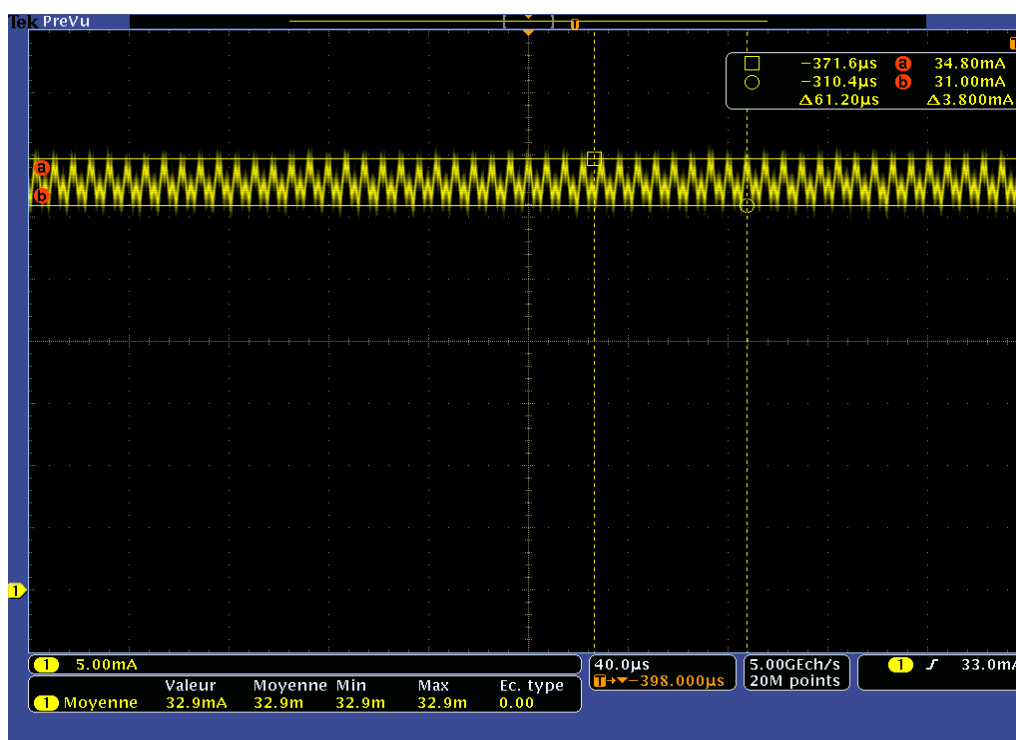 Tek PreVu
T
T
−371.6µs a 34.80mA
−310.4µs b 31.00mA
Δ61.20µs Δ3.800mA
a
b
1
1 5.00mA
40.0µs
T→▼−398.000µs
5.00GEch/s
20M points
1 33.0mA
Valeur Moyenne Min Max Ec. type
1 Moyenne 32.9mA 32.9m 32.9m 32.9m 0.00